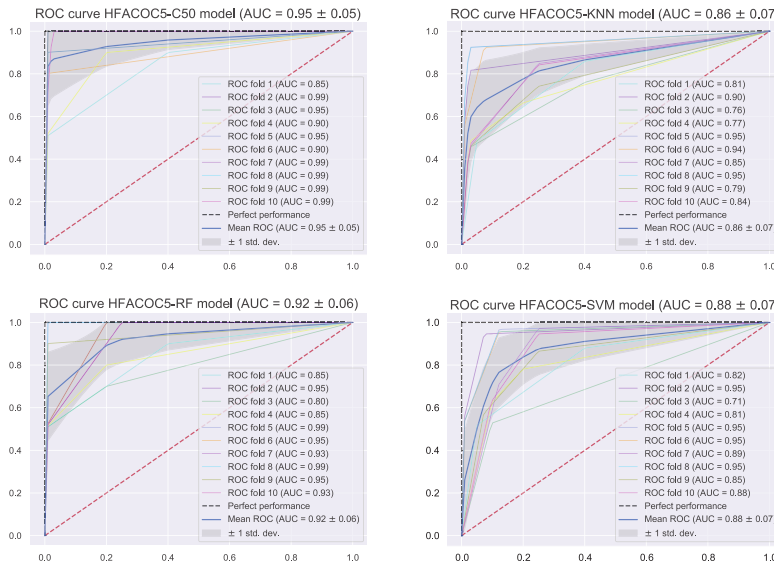 ROC curve HFACOC5-C50 model (AUC = 0.95 ± 0.05)
1.0
0.8
0.6
0.4
0.2
0.0
0.0 0.2 0.4 0.6 0.8 1.0
ROC fold 1 (AUC = 0.85)
ROC fold 2 (AUC = 0.99)
ROC fold 3 (AUC = 0.95)
ROC fold 4 (AUC = 0.90)
ROC fold 5 (AUC = 0.95)
ROC fold 6 (AUC = 0.90)
ROC fold 7 (AUC = 0.99)
ROC fold 8 (AUC = 0.99)
ROC fold 9 (AUC = 0.99)
ROC fold 10 (AUC = 0.99)
Perfect performance
Mean ROC (AUC = 0.95 ± 0.05)
± 1 std. dev.
ROC curve HFACOC5-KNN model (AUC = 0.86 ± 0.07
1.0
0.8
0.6
0.4
0.2
0.0
0.0 0.2 0.4 0.6 0.8 1.0
ROC fold 1 (AUC = 0.81)
ROC fold 2 (AUC = 0.90)
ROC fold 3 (AUC = 0.76)
ROC fold 4 (AUC = 0.77)
ROC fold 5 (AUC = 0.95)
ROC fold 6 (AUC = 0.94)
ROC fold 7 (AUC = 0.85)
ROC fold 8 (AUC = 0.95)
ROC fold 9 (AUC = 0.79)
ROC fold 10 (AUC = 0.84)
Perfect performance
Mean ROC (AUC = 0.86 ± 0.07
± 1 std. dev.
ROC curve HFACOC5-RF model (AUC = 0.92 ± 0.06)
1.0
0.8
0.6
0.4
0.2
0.0
0.0 0.2 0.4 0.6 0.8 1.0
ROC fold 1 (AUC = 0.85)
ROC fold 2 (AUC = 0.95)
ROC fold 3 (AUC = 0.80)
ROC fold 4 (AUC = 0.85)
ROC fold 5 (AUC = 0.99)
ROC fold 6 (AUC = 0.95)
ROC fold 7 (AUC = 0.93)
ROC fold 8 (AUC = 0.99)
ROC fold 9 (AUC = 0.95)
ROC fold 10 (AUC = 0.93)
Perfect performance
Mean ROC (AUC = 0.92 ± 0.06)
± 1 std. dev.
ROC curve HFACOC5-SVM model (AUC = 0.88 ± 0.07
1.0
0.8
0.6
0.4
0.2
0.0
0.0 0.2 0.4 0.6 0.8 1.0
ROC fold 1 (AUC = 0.82)
ROC fold 2 (AUC = 0.95)
ROC fold 3 (AUC = 0.71)
ROC fold 4 (AUC = 0.81)
ROC fold 5 (AUC = 0.95)
ROC fold 6 (AUC = 0.95)
ROC fold 7 (AUC = 0.89)
ROC fold 8 (AUC = 0.95)
ROC fold 9 (AUC = 0.85)
ROC fold 10 (AUC = 0.88)
Perfect performance
Mean ROC (AUC = 0.88 ± 0.07
± 1 std. dev.